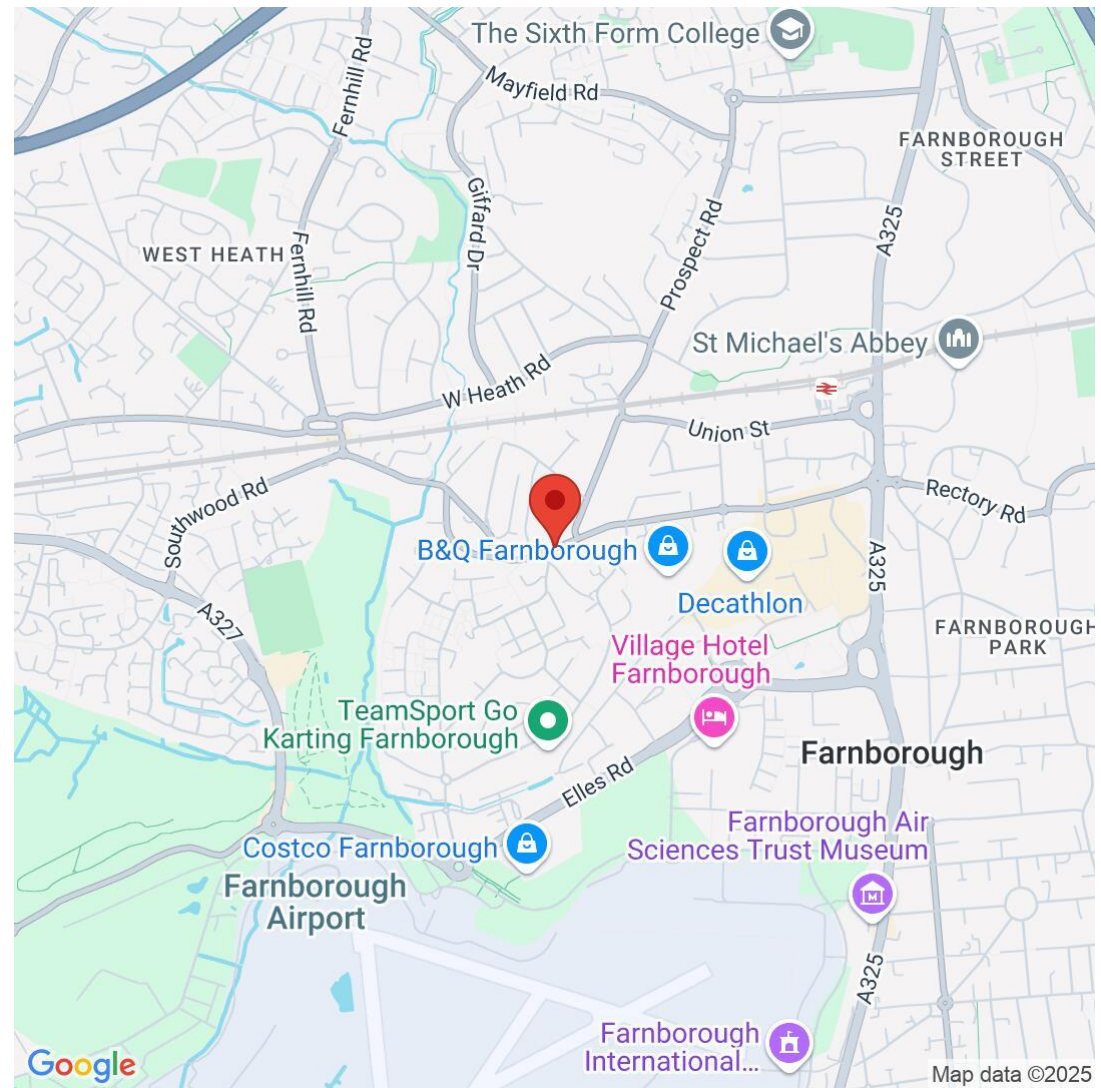 The Sixth Form College
Mayfield Rd
Fernhill Rd
FARNBOROUGH
STREET
Giffard Dr
A325
Prospect Rd
WEST HEATH
Fernhill Rd
St Michael's Abbey
W Heath Rd
Union St
Southwood Rd
Rectory Rd
B&Q Farnborough
Decathlon
A325
A327
FARNBOROUGH
PARK
Village Hotel
Farnborough
TeamSport Go
Karting Farnborough
Farnborough
Elles Rd
Farnborough Air
Sciences Trust Museum
Costco Farnborough
M
Farnborough
Airport
A325
Farnborough
International...
Google
Map data ©2025